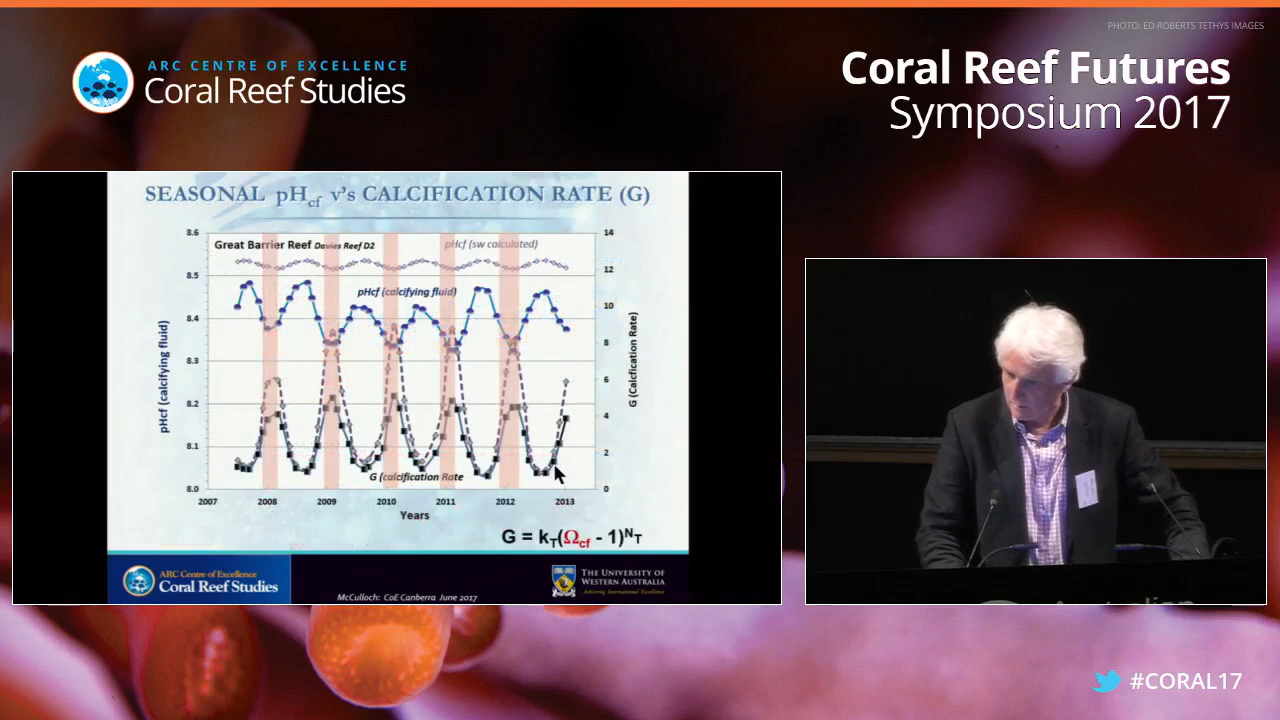 PHOTO: ED ROBERTS TETHYS IMAGES
ARC CENTRE OF EXCELLENCE
Coral Reef Studies
Coral Reef Futures
Symposium 2017
SEASONAL pHcf v's CALCIFICATION RATE (G)
8.6
8.5
8.4
8.3
8.2
8.1
8.0
14
12
10
8
6
4
2
0
Great Barrier Reef Davies Reef D2
pHcf (sw calculated)
pHcf (calcifying fluid)
G (calcification Rate
pHcf (calcifying fluid)
G (Calcfication Rate)
2007 2008 2009 2010 2011 2012 2013
Years
G = kT(Ωcf - 1)NT
ARC Centre of Excellence
Coral Reef Studies
McCulloch: CoE Canberra June 2017
THE UNIVERSITY OF
WESTERN AUSTRALIA
Achieving International Excellence
#CORAL17